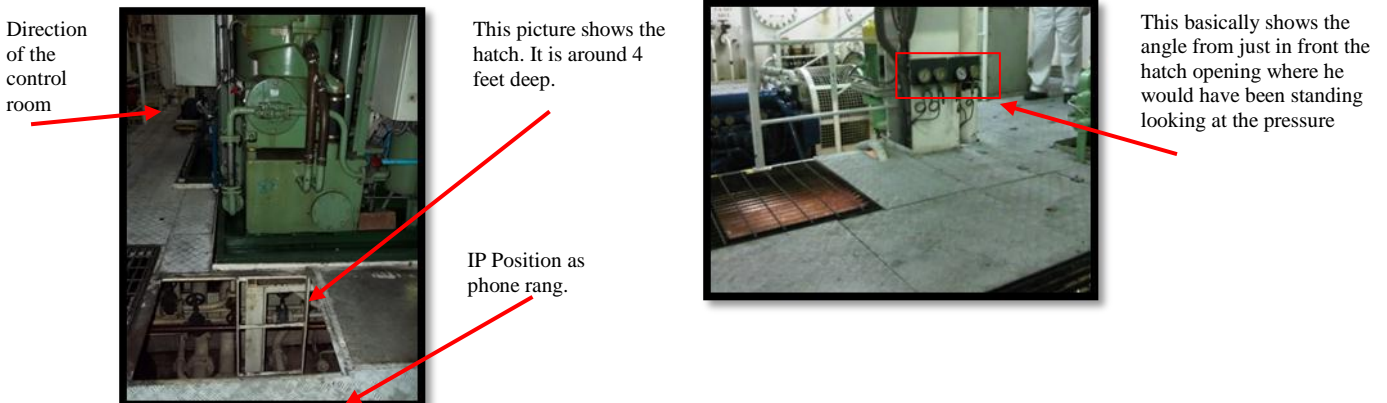 Direction
of the
control
room
This picture shows the
hatch. It is around 4
feet deep.
IP Position as
phone rang.
This basically shows the
angle from just in front the
hatch opening where he
would have been standing
looking at the pressure